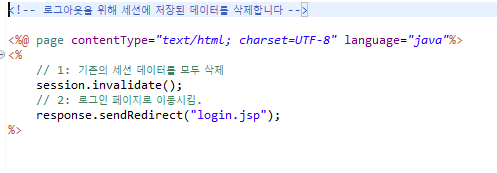 <!-- 로그아웃을 위해 세션에 저장된 데이터를 삭제합니다 -->
<%@ page contentType="text/html; charset=UTF-8" language="java"%>
<%
// 1: 기존의 세션 데이터를 모두 삭제
session.invalidate();
// 2: 로그인 페이지로 이동시킴.
response.sendRedirect("login.jsp");
%>